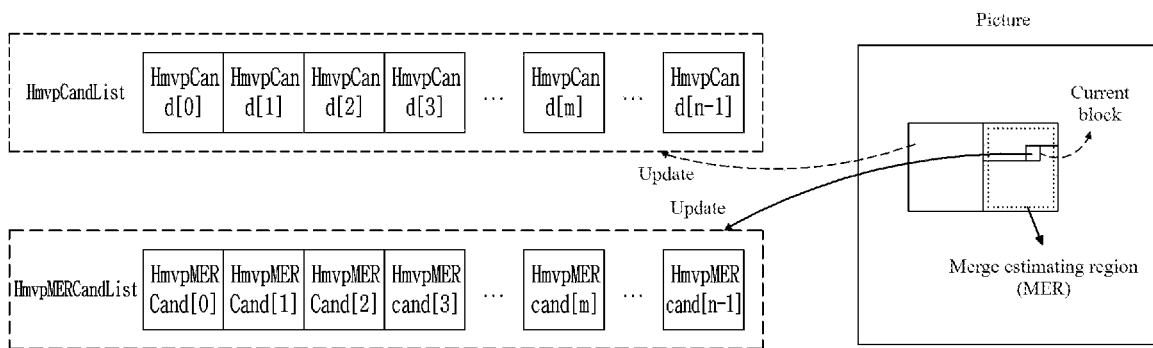 Picture
HmvpCandList
HmvpCan
d[0]
HmvpCan
d[1]
HmvpCan
d[2]
HmvpCan
d[3]
...
HmvpCan
d[m]
...
HmvpCan
d[n-1]
Current
block
Update
Update
HmvpMERCandList
HmvpMER
Cand[0]
HmvpMER
Cand[1]
HmvpMER
Cand[2]
HmvpMER
cand[3]
...
HmvpMER
cand[m]
...
HmvpMER
cand[n-1]
Merge estimating region
(MER)